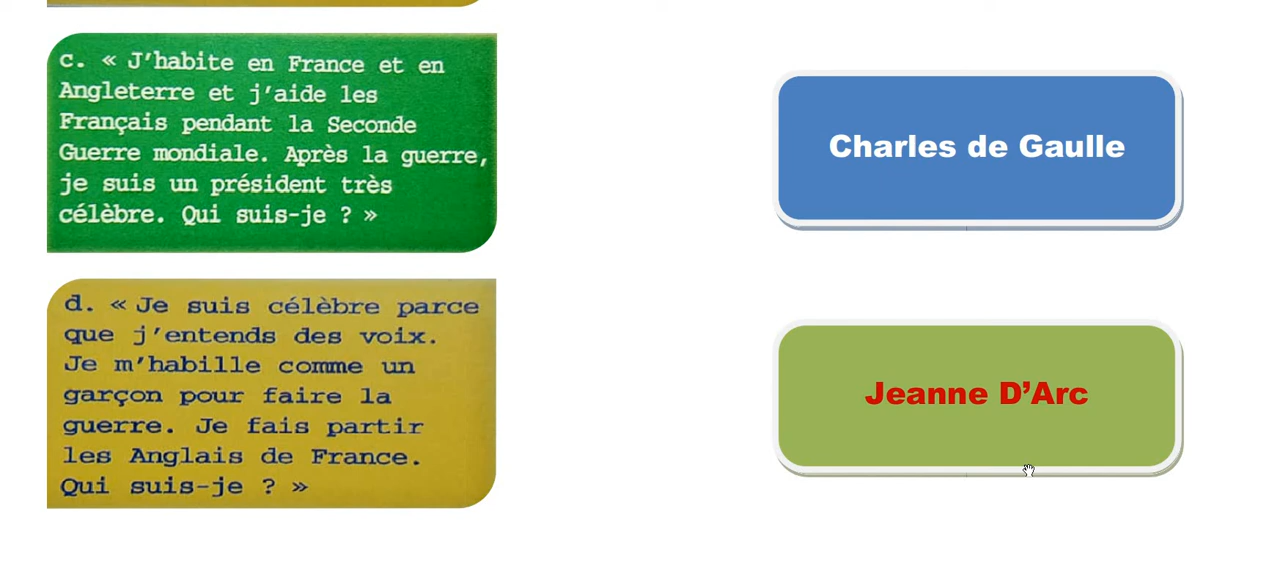 c. « J'habite en France et en
Angleterre et j'aide les
Français pendant la Seconde
Guerre mondiale. Après la guerre,
je suis un président très
célèbre. Qui suis-je ? »
Charles de Gaulle
d. « Je suis célèbre parce
que j'entends des voix.
Je m'habille comme un
garçon pour faire la
guerre. Je fais partir
les Anglais de France.
Qui suis-je ? »
Jeanne D’Arc